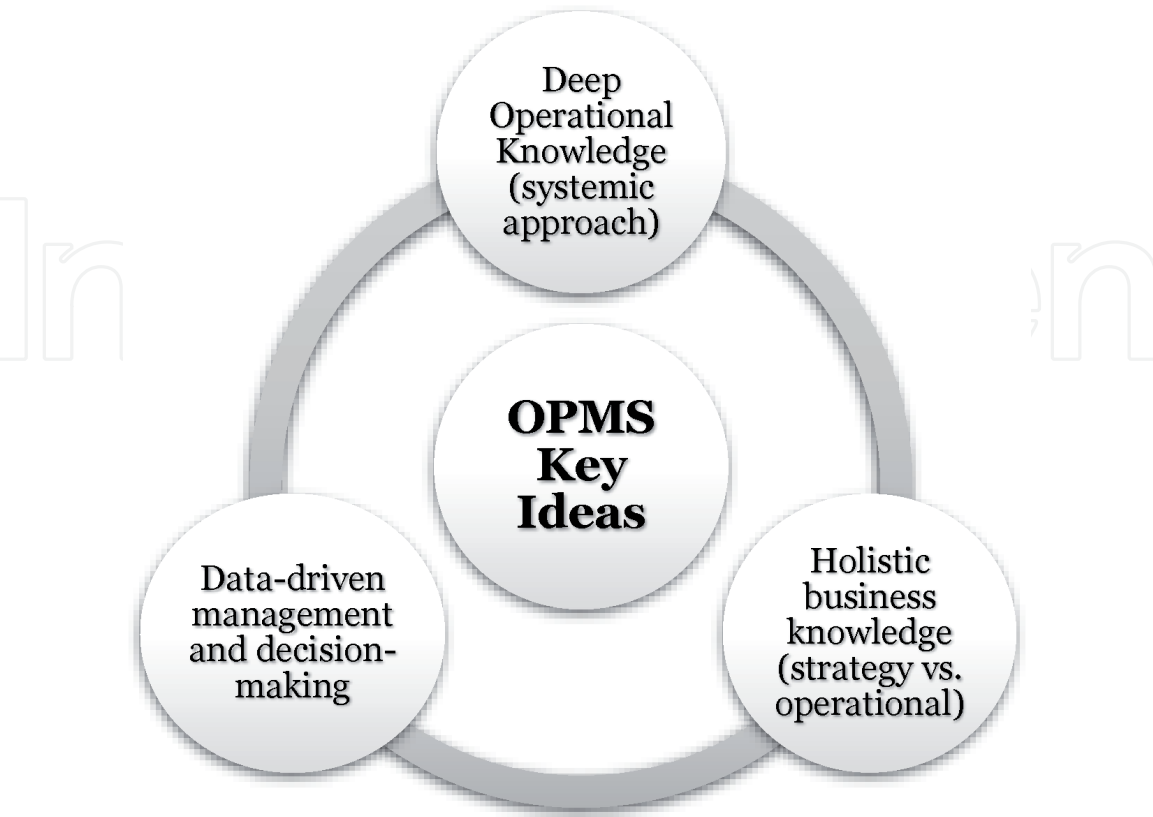 Deep
Operational
Knowledge
(systemic
approach)
OPMS
Key
Ideas
Data-driven
management
and decision-
making
Holistic
business
knowledge
(strategy vs.
operational)